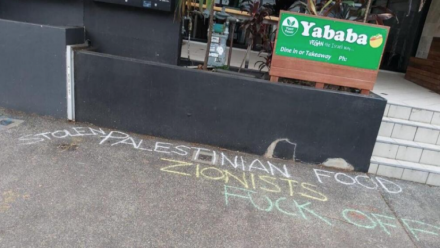 Yababa
Dine in or Takeaway
STOLEN PALESTINIAN FOOD
ZIONISTS
FUCK OFF